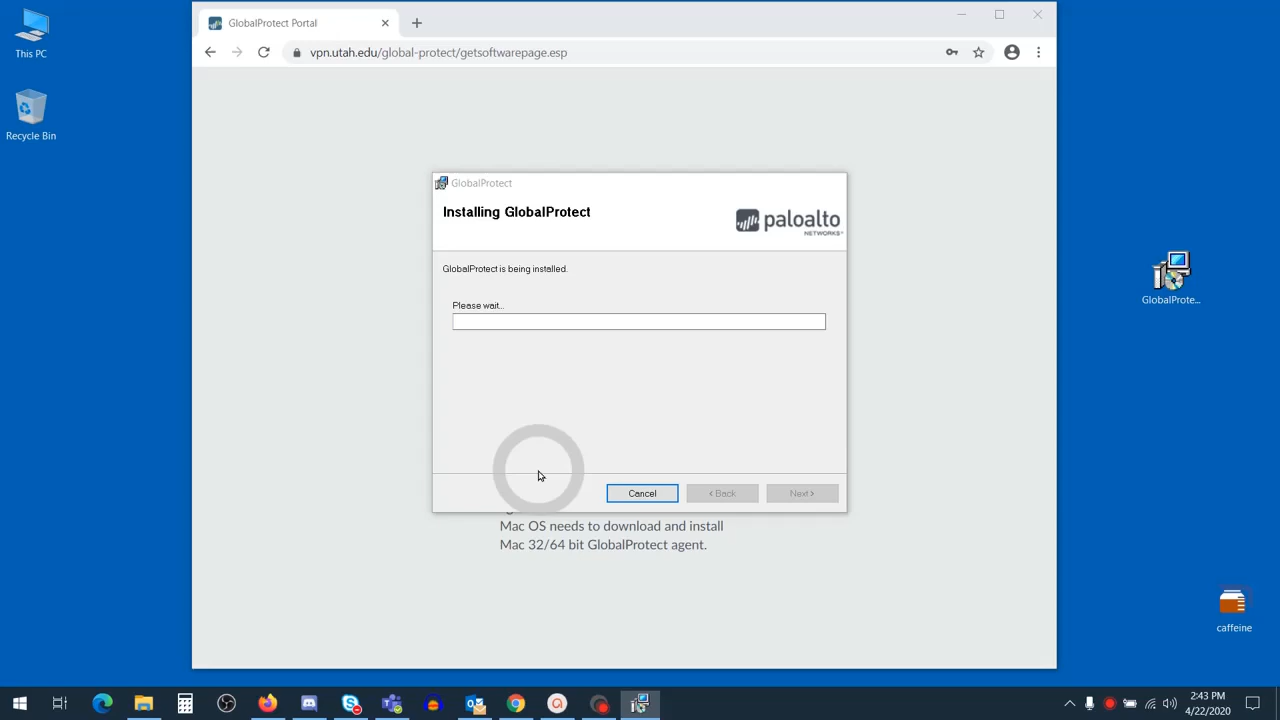 This PC
Recycle Bin
GlobalProtect Portal
vpn.utah.edu/global-protect/getsoftwarepage.esp
GlobalProtect
Installing GlobalProtect
paloalto
NETWORKS
GlobalProtect is being installed.
Please wait...
Cancel
< Back
Next >
Mac OS needs to download and install
Mac 32/64 bit GlobalProtect agent.
GlobalProte...
caffeine
2:43 PM
4/22/2020